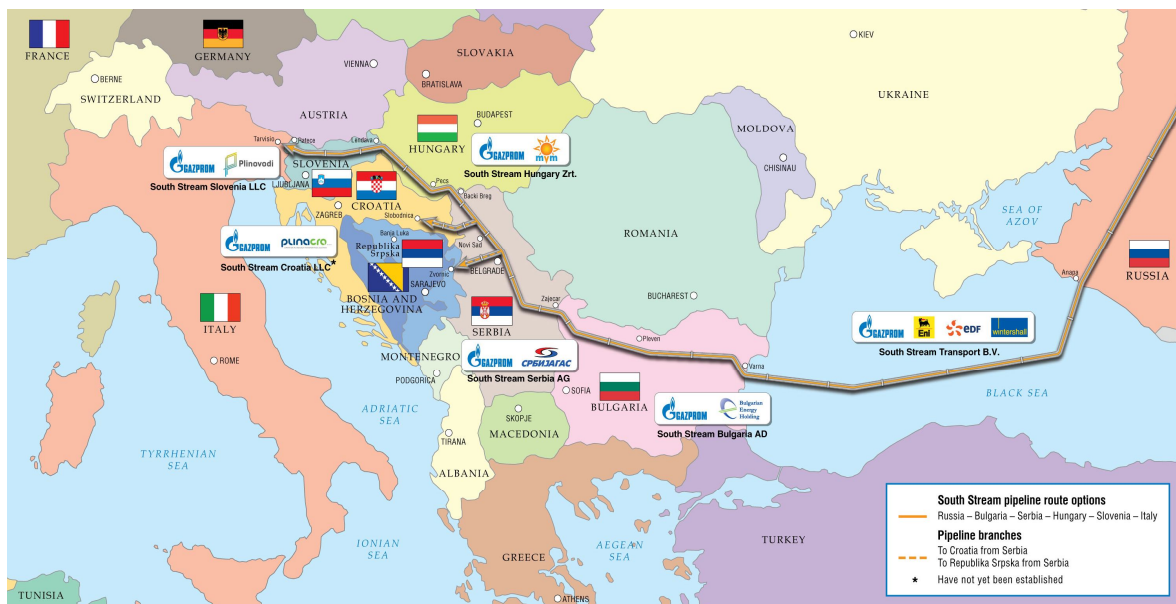 FRANCE
GERMANY
BERNE
SWITZERLAND
VIENNA
AUSTRIA
SLOVAKIA
BRATISLAVA
KIEV
UKRAINE
BUDAPEST
HUNGARY
GAZPROM mvm
South Stream Hungary Zrt.
MOLDOVA
CHISINAU
Tarvisio
Lendava
GAZPROM Plinovodi
South Stream Slovenia LLC
SLOVENIA
LJUBLJANA
CROATIA
ZAGREB
Pecs
Backi Breg
Slobodnica
SEA OF
AZOV
ROMANIA
GAZPROM PLINACRO
South Stream Croatia LLC*
Banja Luka
Republika
Srpska
Novi Sad
BELGRADE
Zvornic
SARAJEVO
BOSNIA AND
HERZEGOVINA
Anapa
RUSSIA
BUCHAREST
ITALY
ROME
SERBIA
Zajecar
GAZPROM Eni eDF wintershall
South Stream Transport B.V.
MONTENEGRO
PODGORICA
GAZPROM СРБИЈАГАС
South Stream Serbia AG
Pleven
Varna
SOFIA
BULGARIA
GAZPROM Bulgarian
Energy
Holding
South Stream Bulgaria AD
BLACK SEA
ADRIATIC
SEA
SKOPJE
MACEDONIA
TIRANA
ALBANIA
TYRRHENIAN
SEA
IONIAN
SEA
GREECE
AEGEAN
SEA
ATHENS
TURKEY
TUNISIA
South Stream pipeline route options
Russia – Bulgaria – Serbia – Hungary – Slovenia – Italy
Pipeline branches
To Croatia from Serbia
To Republika Srpska from Serbia
* Have not yet been established